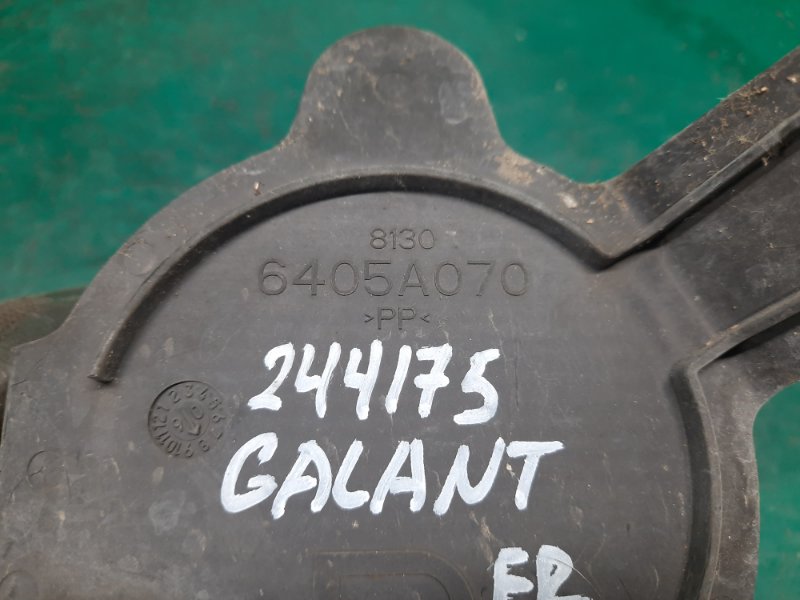 8130
6405A070
>PP<
244175
GALANT
FR